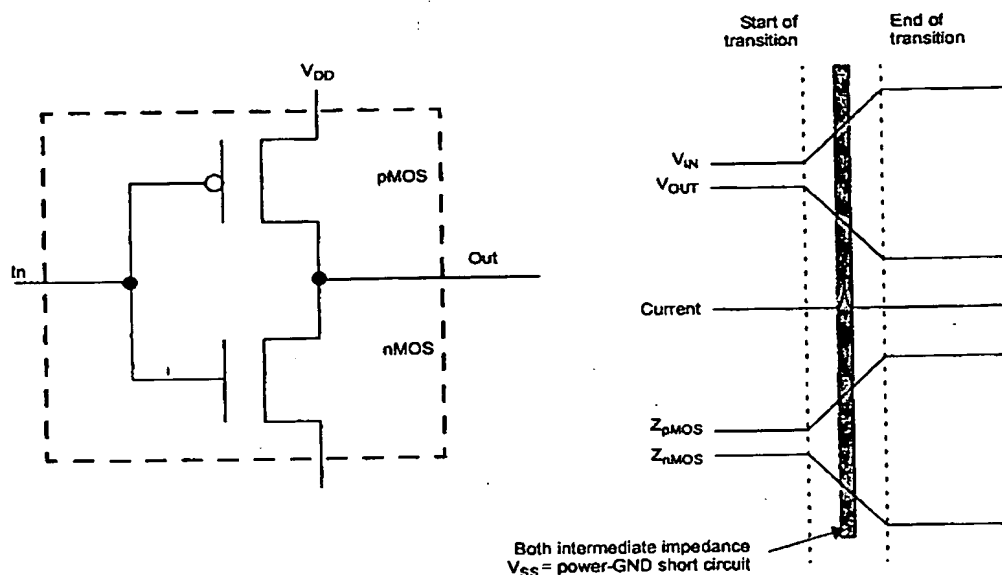 Start of
transition
End of
transition
VDD
pMOS
In
Out
nMOS
VIN
VOUT
Current
ZpMOS
ZnMOS
Both intermediate impedance
VSS = power-GND short circuit